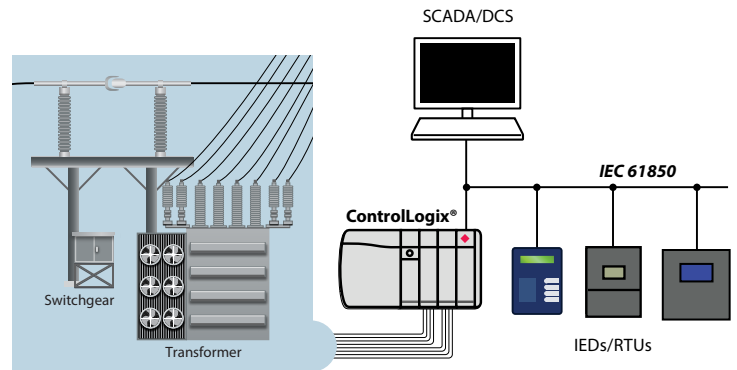 SCADA/DCS
IEC 61850
ControlLogix®
Switchgear
Transformer
IEDs/RTUs